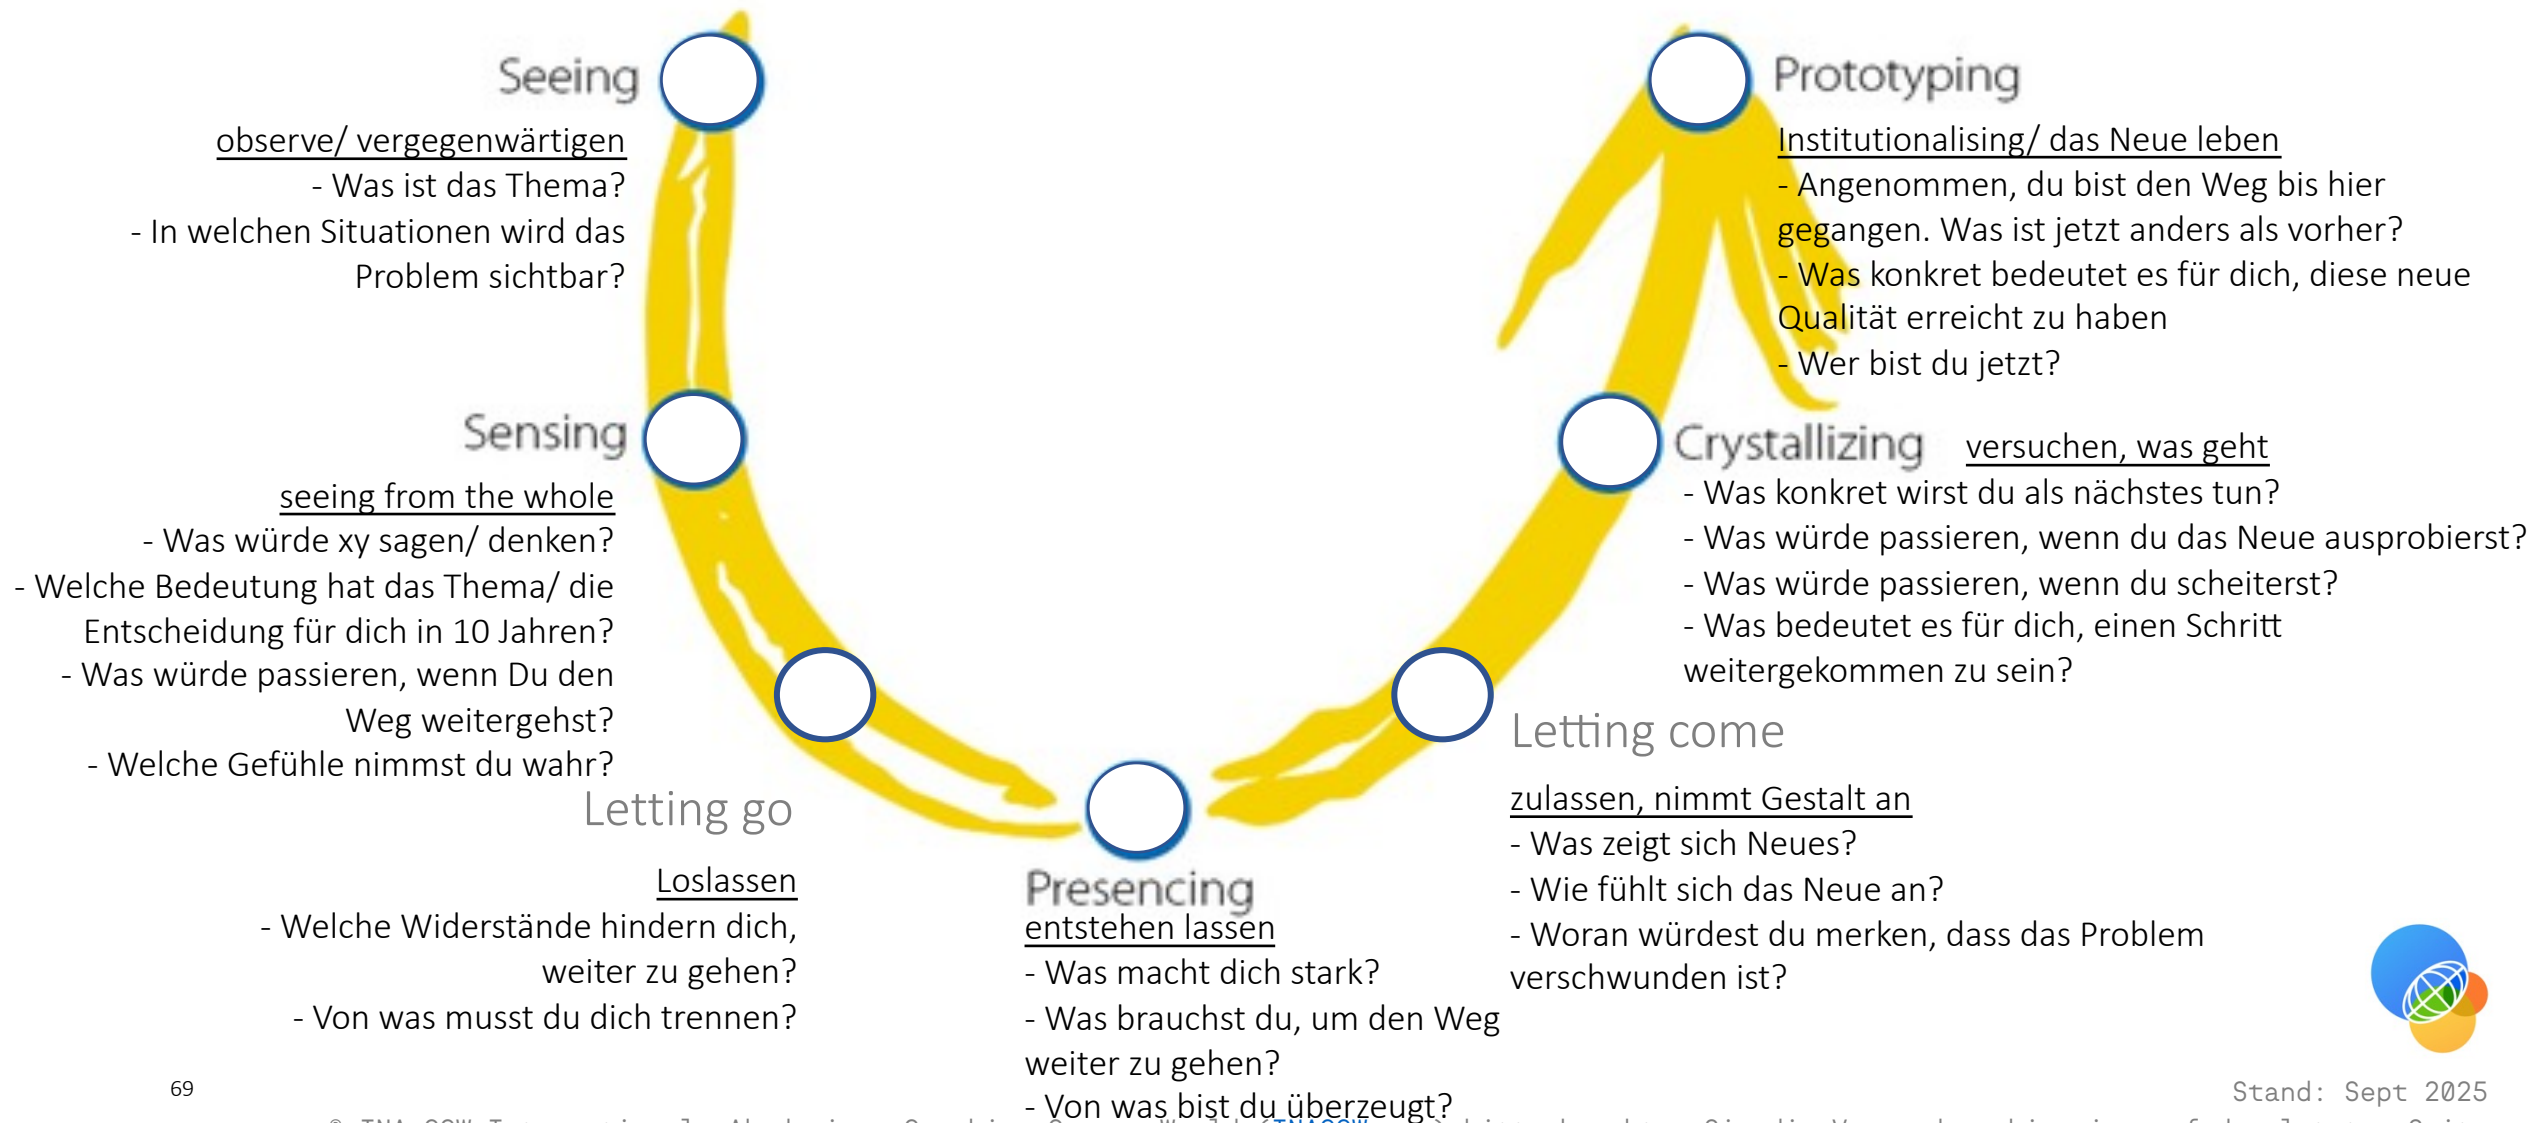 Seeing
observe/ vergegenwärtigen
- Was ist das Thema?
- In welchen Situationen wird das
Problem sichtbar?
Sensing
seeing from the whole
- Was würde xy sagen/ denken?
- Welche Bedeutung hat das Thema/ die
Entscheidung für dich in 10 Jahren?
- Was würde passieren, wenn Du den
Weg weitergehst?
- Welche Gefühle nimmst du wahr?
Letting go
Loslassen
- Welche Widerstände hindern dich,
weiter zu gehen?
- Von was musst du dich trennen?
Presencing
entstehen lassen
- Was macht dich stark?
- Was brauchst du, um den Weg
weiter zu gehen?
- Von was bist du überzeugt?
Letting come
zulassen, nimmt Gestalt an
- Was zeigt sich Neues?
- Wie fühlt sich das Neue an?
- Woran würdest du merken, dass das Problem
verschwunden ist?
Crystallizing versuchen, was geht
- Was konkret wirst du als nächstes tun?
- Was würde passieren, wenn du das Neue ausprobierst?
- Was würde passieren, wenn du scheiterst?
- Was bedeutet es für dich, einen Schritt
weitergekommen zu sein?
Prototyping
Institutionalising/ das Neue leben
- Angenommen, du bist den Weg bis hier
gegangen. Was ist jetzt anders als vorher?
- Was konkret bedeutet es für dich, diese neue
Qualität erreicht zu haben
- Wer bist du jetzt?
69
Stand: Sept 2025